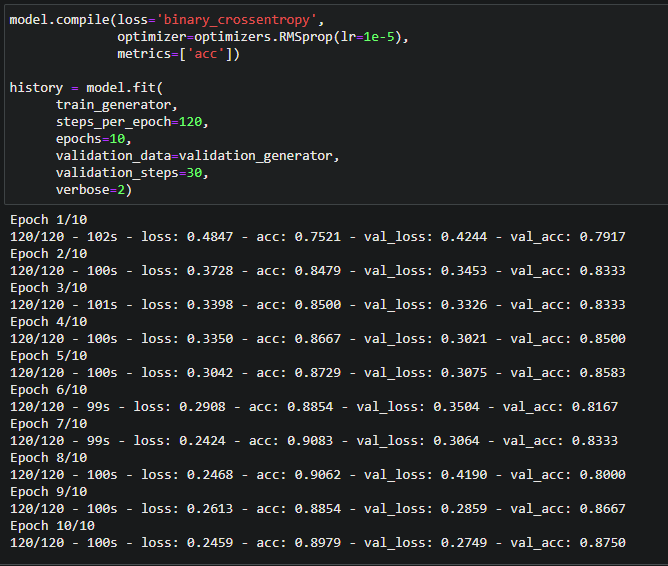 model.compile(loss='binary_crossentropy',
              optimizer=optimizers.RMSprop(lr=1e-5),
              metrics=['acc'])

history = model.fit(
      train_generator,
      steps_per_epoch=120,
      epochs=10,
      validation_data=validation_generator,
      validation_steps=30,
      verbose=2)
Epoch 1/10
120/120 - 102s - loss: 0.4847 - acc: 0.7521 - val_loss: 0.4244 - val_acc: 0.7917
Epoch 2/10
120/120 - 100s - loss: 0.3728 - acc: 0.8479 - val_loss: 0.3453 - val_acc: 0.8333
Epoch 3/10
120/120 - 101s - loss: 0.3398 - acc: 0.8500 - val_loss: 0.3326 - val_acc: 0.8333
Epoch 4/10
120/120 - 100s - loss: 0.3350 - acc: 0.8667 - val_loss: 0.3021 - val_acc: 0.8500
Epoch 5/10
120/120 - 100s - loss: 0.3042 - acc: 0.8729 - val_loss: 0.3075 - val_acc: 0.8583
Epoch 6/10
120/120 - 99s - loss: 0.2908 - acc: 0.8854 - val_loss: 0.3504 - val_acc: 0.8167
Epoch 7/10
120/120 - 99s - loss: 0.2424 - acc: 0.9083 - val_loss: 0.3064 - val_acc: 0.8333
Epoch 8/10
120/120 - 100s - loss: 0.2468 - acc: 0.9062 - val_loss: 0.4190 - val_acc: 0.8000
Epoch 9/10
120/120 - 100s - loss: 0.2613 - acc: 0.8854 - val_loss: 0.2859 - val_acc: 0.8667
Epoch 10/10
120/120 - 100s - loss: 0.2459 - acc: 0.8979 - val_loss: 0.2749 - val_acc: 0.8750